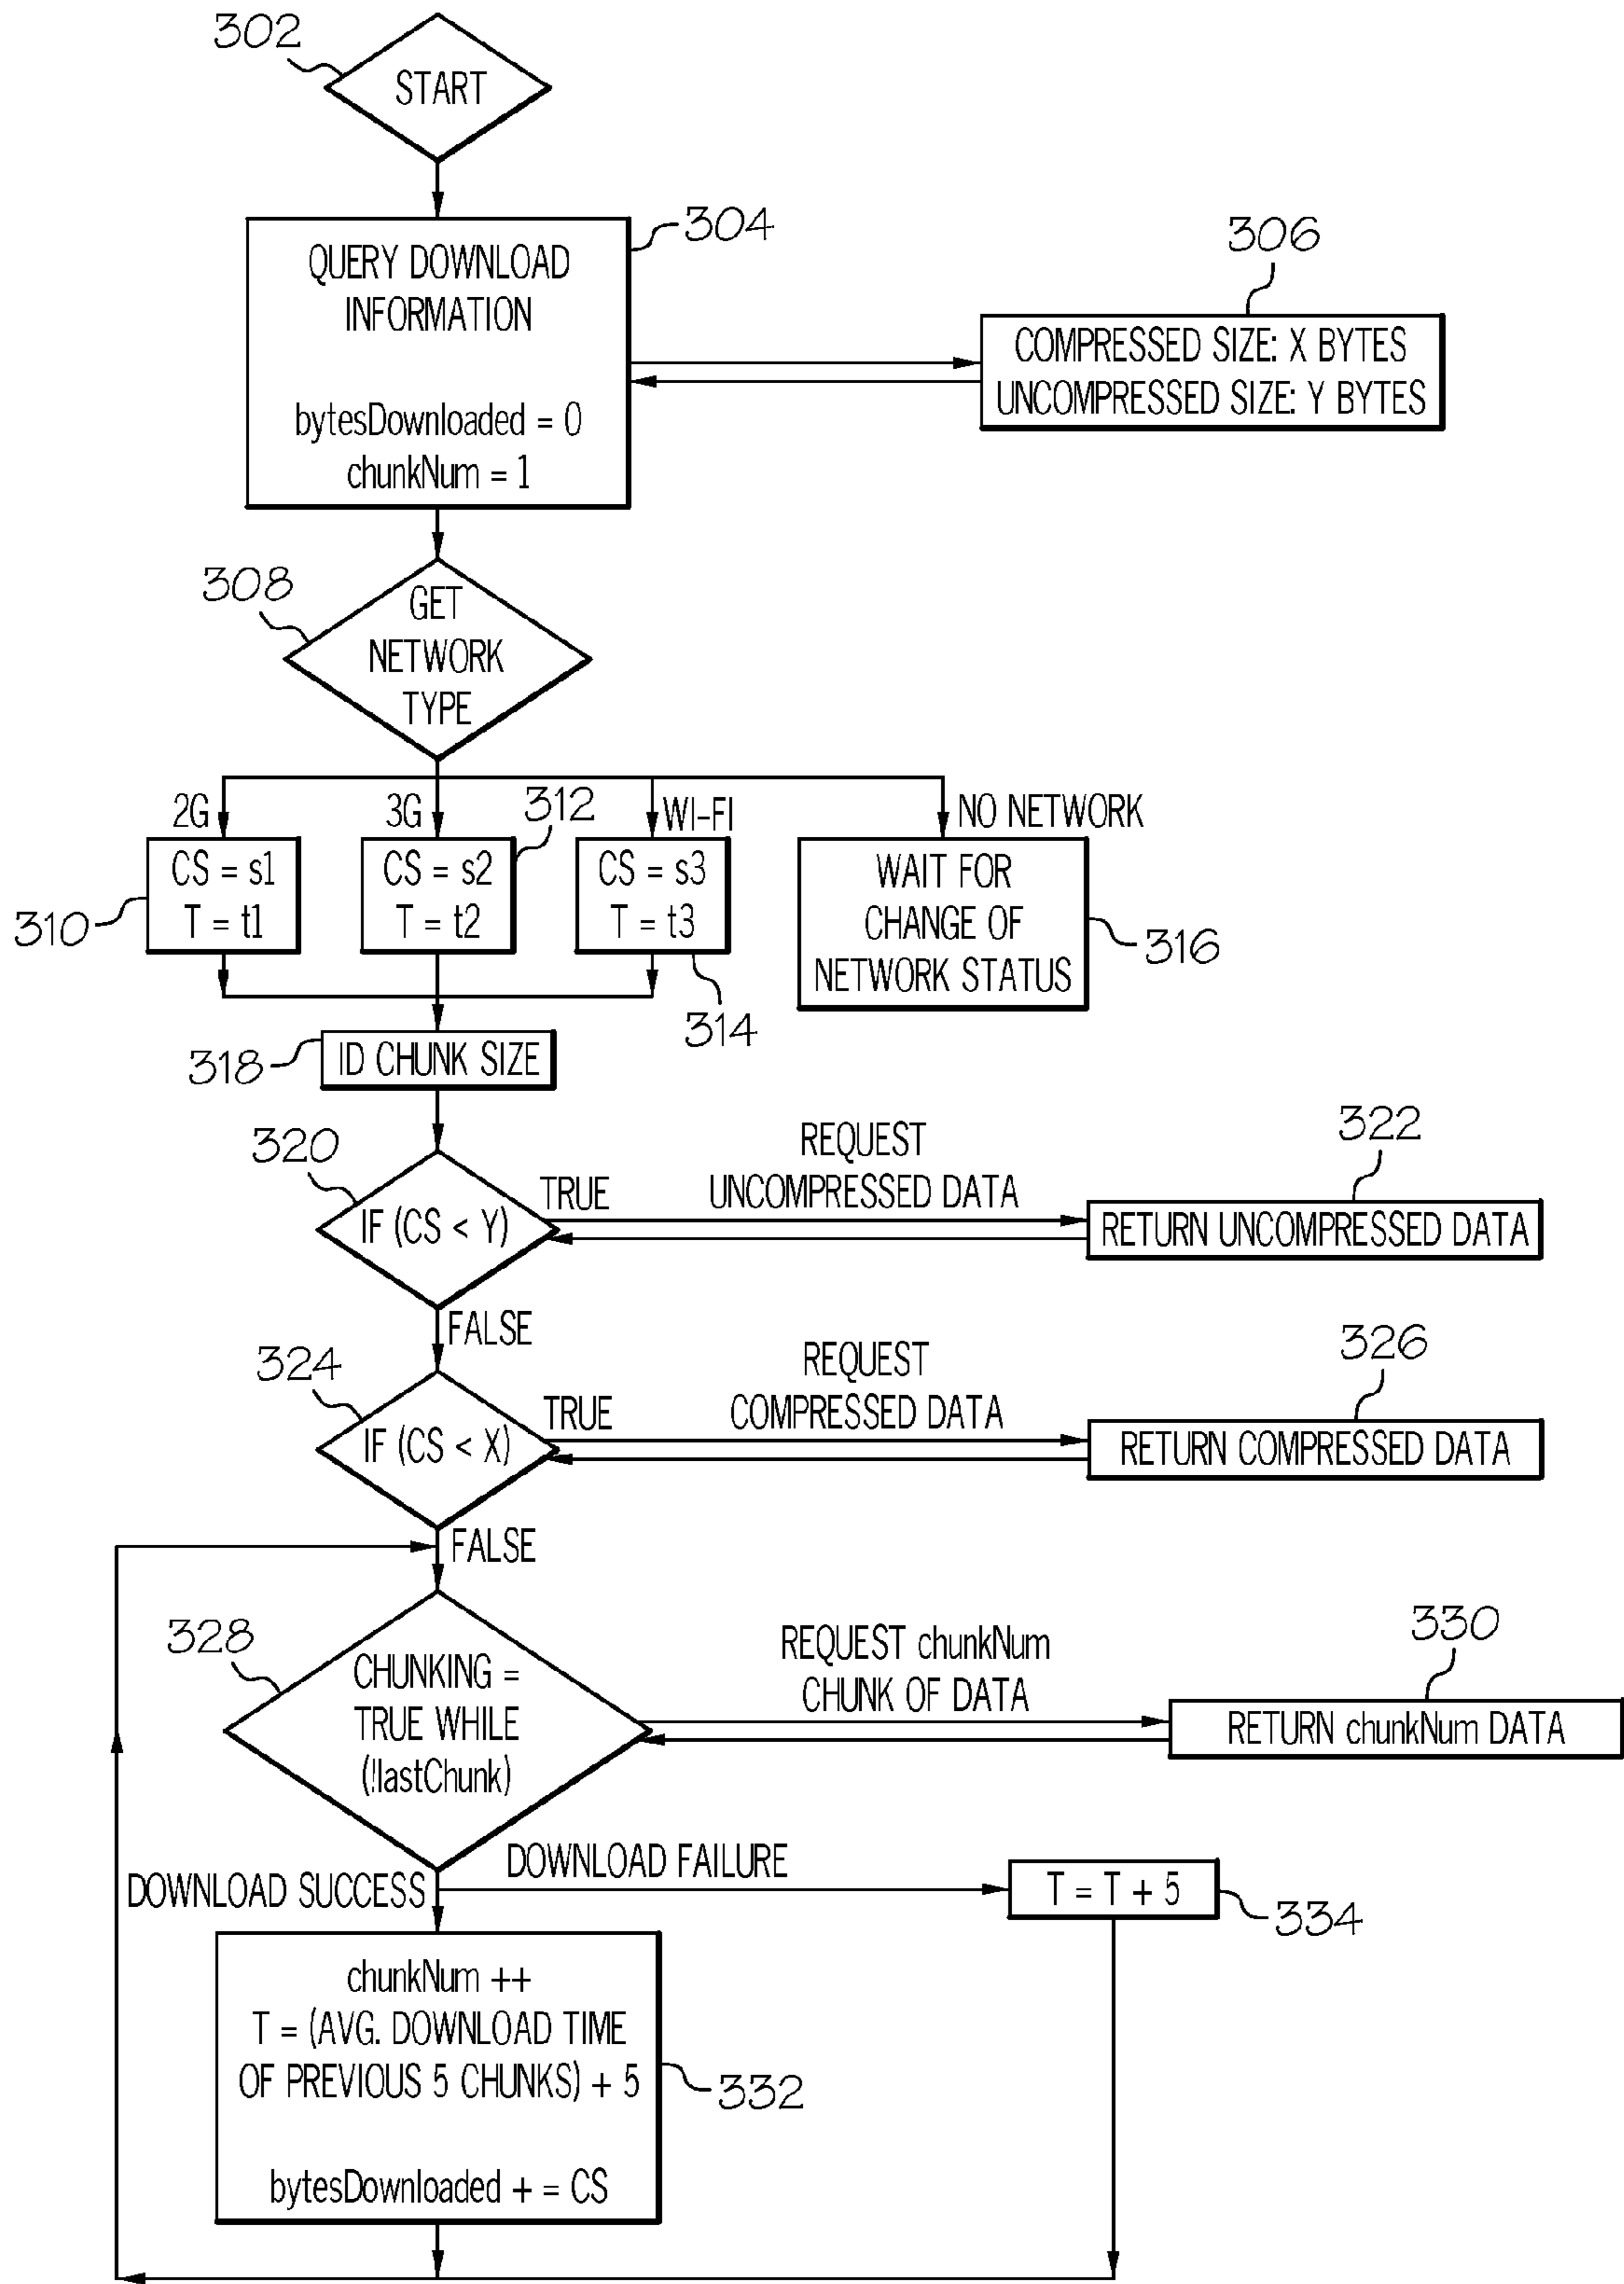 302
START
304
QUERY DOWNLOAD
INFORMATION
bytesDownloaded = 0
chunkNum = 1
306
COMPRESSED SIZE: X BYTES
UNCOMPRESSED SIZE: Y BYTES
308
GET
NETWORK
TYPE
2G
3G
312
WI-FI
NO NETWORK
CS = s1
T = t1
310
CS = s2
T = t2
CS = s3
T = t3
314
WAIT FOR
CHANGE OF
NETWORK STATUS
316
318
ID CHUNK SIZE
320
IF (CS < Y)
TRUE
REQUEST
UNCOMPRESSED DATA
322
RETURN UNCOMPRESSED DATA
FALSE
324
IF (CS < X)
TRUE
REQUEST
COMPRESSED DATA
326
RETURN COMPRESSED DATA
FALSE
328
CHUNKING =
TRUE WHILE
(!lastChunk)
REQUEST chunkNum
CHUNK OF DATA
330
RETURN chunkNum DATA
DOWNLOAD SUCCESS
DOWNLOAD FAILURE
T = T + 5
334
chunkNum ++
T = (AVG. DOWNLOAD TIME
OF PREVIOUS 5 CHUNKS) + 5
bytesDownloaded + = CS
332